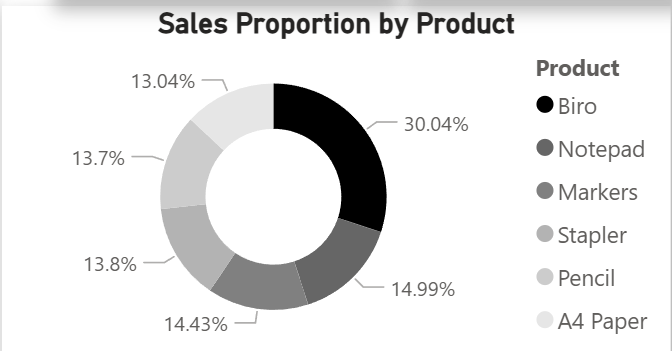 Sales Proportion by Product
13.04%
30.04%
13.7%
13.8%
14.99%
14.43%
Product
Biro
Notepad
Markers
Stapler
Pencil
A4 Paper